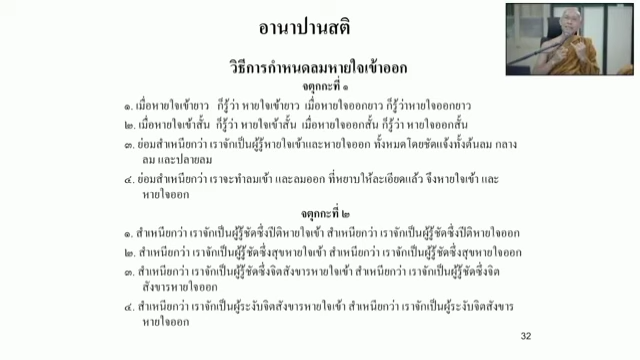 อานาปานสติ
วิธีการกำหนดลมหายใจเข้าออก
จตุกกะที่ ๑
๑. เมื่อหายใจเข้ายาว ก็รู้ว่า หายใจเข้ายาว เมื่อหายใจออกยาว ก็รู้ว่าหายใจออกยาว
๒. เมื่อหายใจเข้าสั้น ก็รู้ว่า หายใจเข้าสั้น เมื่อหายใจออกสั้น ก็รู้ว่า หายใจออกสั้น
๓. ย่อมสำเหนียกว่า เราจักเป็นผู้รู้หายใจเข้าและหายใจออก ทั้งหมดโดยชัดแจ้งทั้งต้นลม กลาง
ลม และปลายลม
๔. ย่อมสำเหนียกว่า เราจะทำลมเข้า และลมออก ที่หยาบให้ละเอียดแล้ว จึงหายใจเข้า และ
หายใจออก
จตุกกะที่ ๒
๑. สำเหนียกว่า เราจักเป็นผู้รู้ชัดซึ่งปีติหายใจเข้า สำเหนียกว่า เราจักเป็นผู้รู้ชัดซึ่งปีติหายใจออก
๒. สำเหนียกว่า เราจักเป็นผู้รู้ชัดซึ่งสุขหายใจเข้า สำเหนียกว่า เราจักเป็นผู้รู้ชัดซึ่งสุขหายใจออก
๓. สำเหนียกว่า เราจักเป็นผู้รู้ชัดซึ่งจิตสังขารหายใจเข้า สำเหนียกว่า เราจักเป็นผู้รู้ชัดซึ่งจิต
สังขารหายใจออก
๔. สำเหนียกว่า เราจักเป็นผู้ระงับจิตสังขารหายใจเข้า สำเหนียกว่า เราจักเป็นผู้ระงับจิตสังขาร
หายใจออก
32